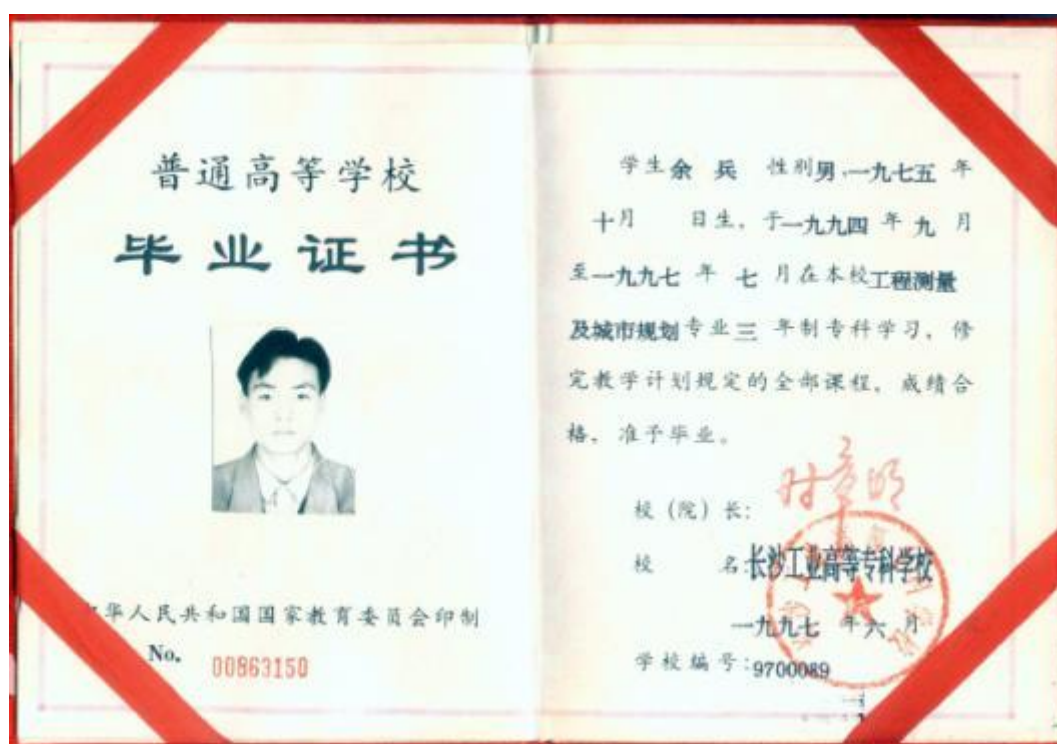 普通高等学校
毕业证书
中华人民共和国国家教育委员会印制
No. 00863150
学生余 兵 性别男,一九七五 年
十月 日生，于一九九四 年 九 月
至一九九七 年 七 月在本校工程测量
及城市规划专业三 年制专科学习，修
完教学计划规定的全部课程，成绩合
格，准予毕业。
校（院）长：
校 名：长沙工业高等专科学校
一九九七 年六 月
学校编号：9700089